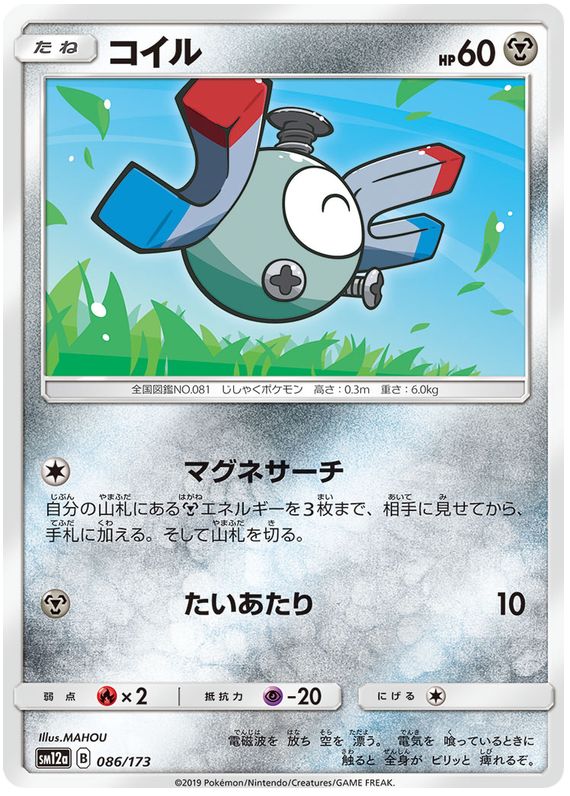 たね コイル HP 60
全国図鑑NO.081 じしゃくポケモン 高さ:0.3m 重さ:6.0kg
マグネサーチ
自分の山札にあるエネルギーを3枚まで、相手に見せてから、
手札に加える。そして山札を切る。
たいあたり 10
弱点 ×2 抵抗力 -20 にげる
Illus.MAHOU
sm12a B 086/173
電磁波を 放ち 空を 漂う。 電気を 喰っているときに
触ると 全身が ビリッと 痺れるぞ。
©2019 Pokémon/Nintendo/Creatures/GAME FREAK.